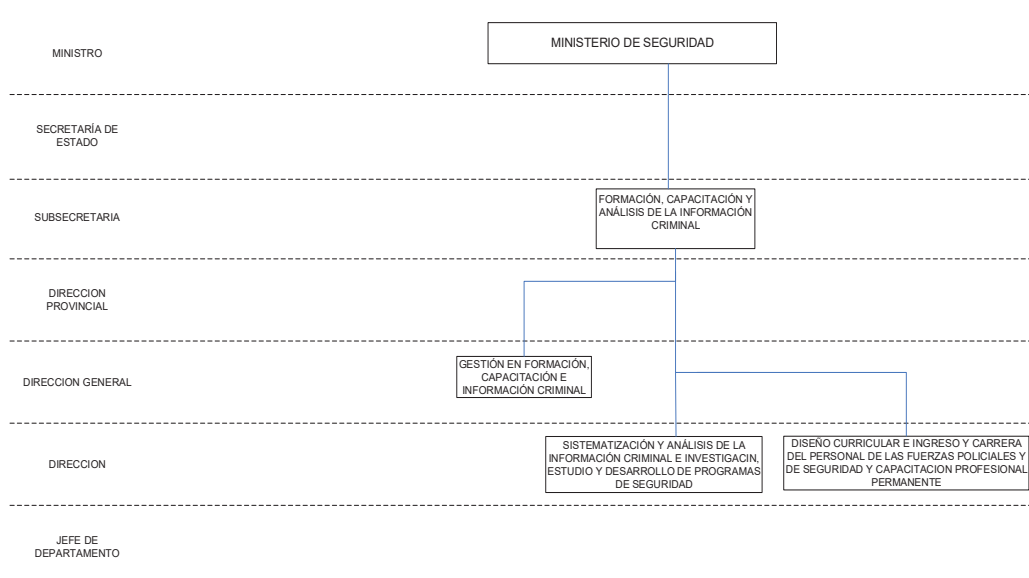 MINISTRO
MINISTERIO DE SEGURIDAD
SECRETARÍA DE
ESTADO
SUBSECRETARIA
FORMACIÓN, CAPACITACIÓN Y
ANÁLISIS DE LA INFORMACIÓN
CRIMINAL
DIRECCION
PROVINCIAL
DIRECCION GENERAL
GESTIÓN EN FORMACIÓN,
CAPACITACIÓN E
INFORMACIÓN CRIMINAL
DIRECCION
SISTEMATIZACIÓN Y ANÁLISIS DE LA
INFORMACIÓN CRIMINAL E INVESTIGACIN,
ESTUDIO Y DESARROLLO DE PROGRAMAS
DE SEGURIDAD
DISEÑO CURRICULAR E INGRESO Y CARRERA
DEL PERSONAL DE LAS FUERZAS POLICIALES Y
DE SEGURIDAD Y CAPACITACION PROFESIONAL
PERMANENTE
JEFE DE
DEPARTAMENTO